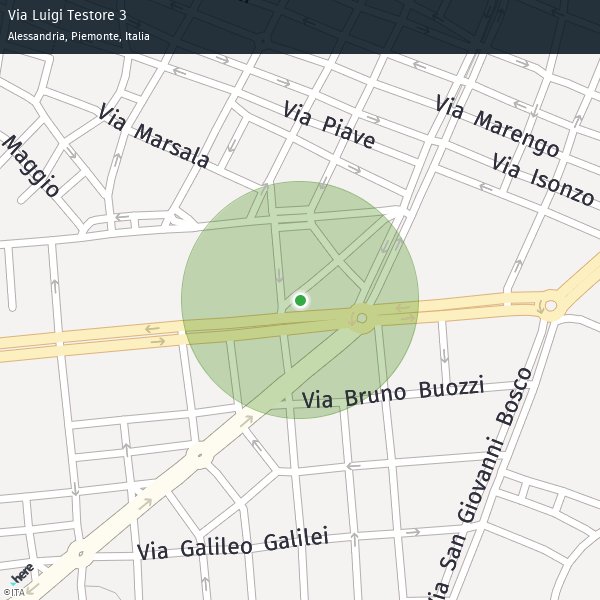 Via Luigi Testore 3
Alessandria, Piemonte, Italia
Via Marengo
Via Piave
Via Marsala
Maggio
Via Isonzo
Via Bruno Buozzi
Via San Giovanni Bosco
Via Galileo Galilei
here
©ITA